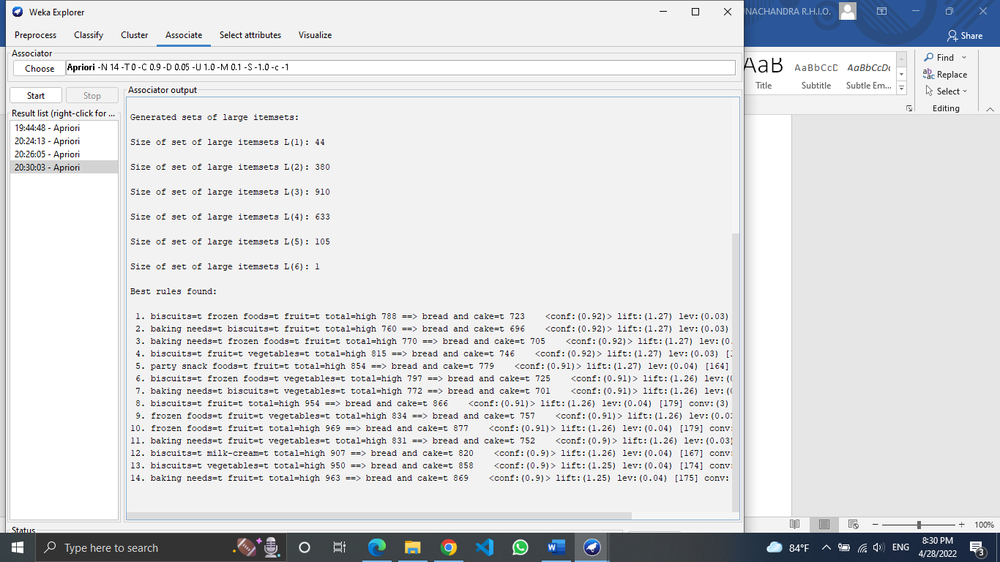 Weka Explorer
NACHANDRA R.H.I.O.
Preprocess Classify Cluster Associate Select attributes Visualize
Share
Associator
Choose Apriori -N 14 -T 0 -C 0.9 -D 0.05 -U 1.0 -M 0.1 -S -1.0 -c -1
Start Stop
Result list (right-click for ...
19:44:48 - Apriori
20:24:13 - Apriori
20:26:05 - Apriori
20:30:03 - Apriori
Associator output
Generated sets of large itemsets:
Size of set of large itemsets L(1): 44
Size of set of large itemsets L(2): 380
Size of set of large itemsets L(3): 910
Size of set of large itemsets L(4): 633
Size of set of large itemsets L(5): 105
Size of set of large itemsets L(6): 1
Best rules found:
1. biscuits=t frozen foods=t fruit=t total=high 788 ==> bread and cake=t 723 <conf:(0.92)> lift:(1.27) lev:(0.03)
2. baking needs=t biscuits=t fruit=t total=high 760 ==> bread and cake=t 696 <conf:(0.92)> lift:(1.27) lev:(0.03)
3. baking needs=t frozen foods=t fruit=t total=high 770 ==> bread and cake=t 705 <conf:(0.92)> lift:(1.27) lev:(0.
4. biscuits=t fruit=t vegetables=t total=high 815 ==> bread and cake=t 746 <conf:(0.92)> lift:(1.27) lev:(0.03) [
5. party snack foods=t fruit=t total=high 854 ==> bread and cake=t 779 <conf:(0.91)> lift:(1.27) lev:(0.04) [164]
6. biscuits=t frozen foods=t vegetables=t total=high 797 ==> bread and cake=t 725 <conf:(0.91)> lift:(1.26) lev:(
7. baking needs=t biscuits=t vegetables=t total=high 772 ==> bread and cake=t 701 <conf:(0.91)> lift:(1.26) lev:(
8. biscuits=t fruit=t total=high 954 ==> bread and cake=t 866 <conf:(0.91)> lift:(1.26) lev:(0.04) [179] conv:(3)
9. frozen foods=t fruit=t vegetables=t total=high 834 ==> bread and cake=t 757 <conf:(0.91)> lift:(1.26) lev:(0.03
10. frozen foods=t fruit=t total=high 969 ==> bread and cake=t 877 <conf:(0.91)> lift:(1.26) lev:(0.04) [179] conv:
11. baking needs=t fruit=t vegetables=t total=high 831 ==> bread and cake=t 752 <conf:(0.9)> lift:(1.26) lev:(0.03)
12. biscuits=t milk-cream=t total=high 907 ==> bread and cake=t 820 <conf:(0.9)> lift:(1.26) lev:(0.04) [167] conv:
13. biscuits=t vegetables=t total=high 950 ==> bread and cake=t 858 <conf:(0.9)> lift:(1.25) lev:(0.04) [174] conv:
14. baking needs=t fruit=t total=high 963 ==> bread and cake=t 869 <conf:(0.9)> lift:(1.25) lev:(0.04) [175] conv:
Status
AaB AaBbCcD AaBbCcDc
Title Subtitle Subtle Em...
Find
Replace
Select
Editing
100%
Type here to search
84°F
ENG
8:30 PM
4/28/2022
3